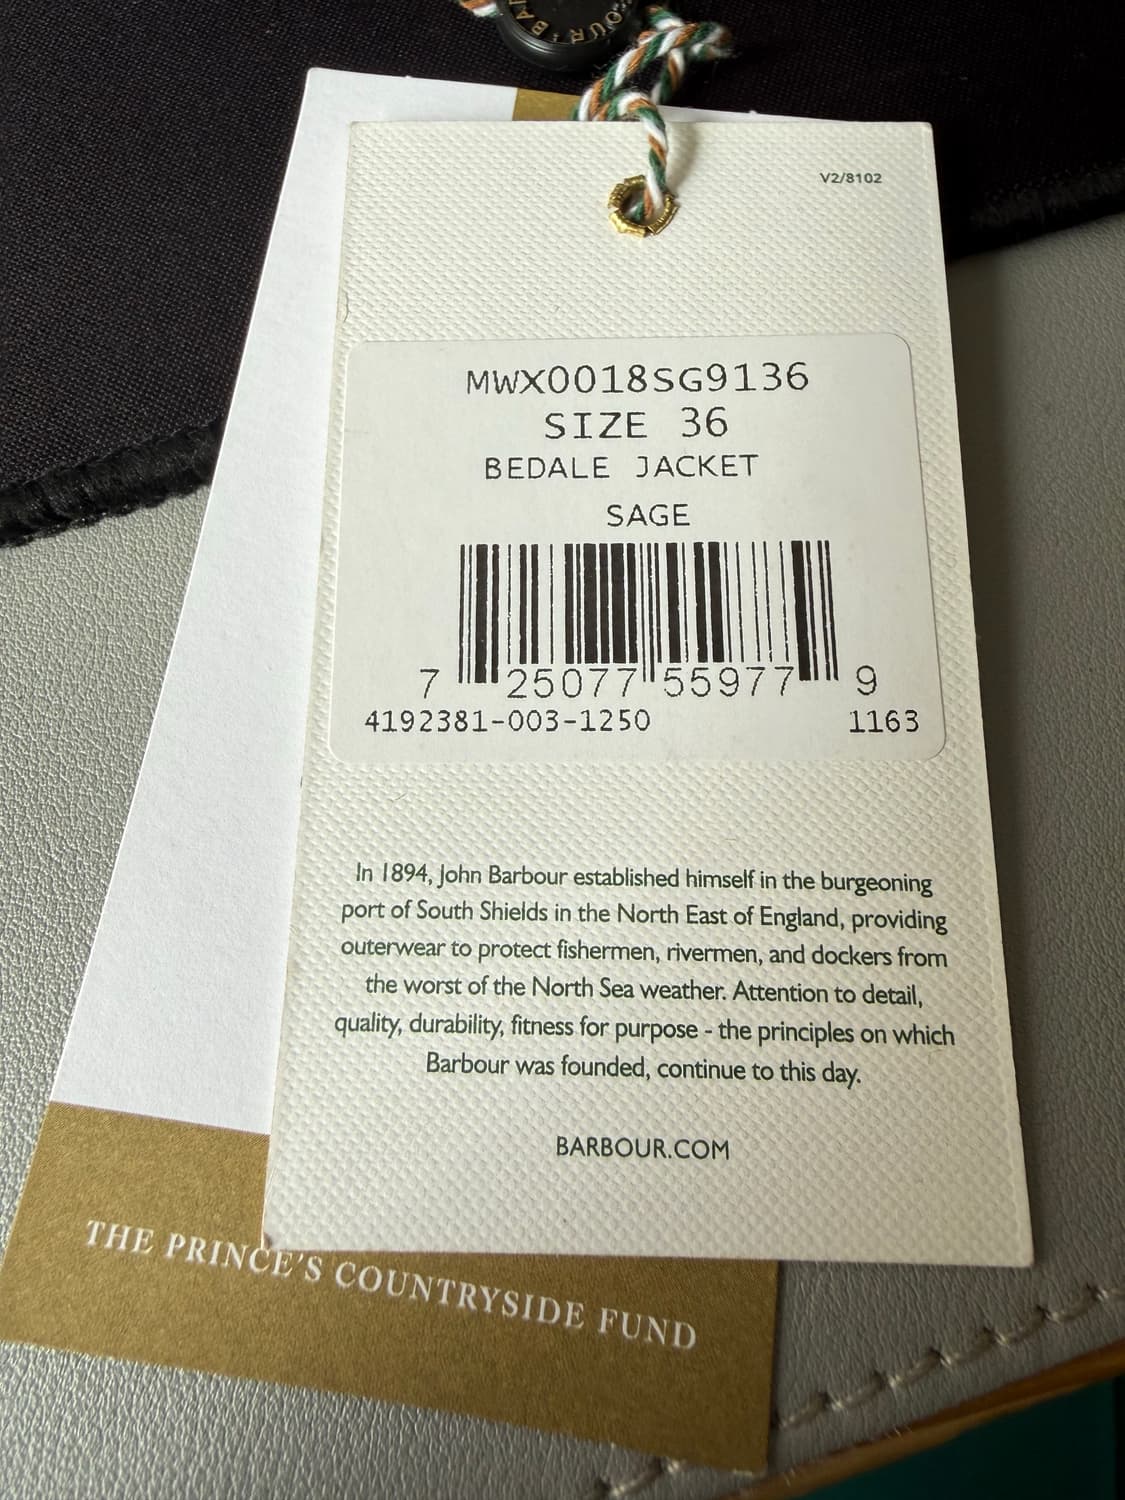 V2/8102
MWX0018SG9136
SIZE 36
BEDALE JACKET
SAGE
7 25077 55977 9
4192381-003-1250 1163
In 1894, John Barbour established himself in the burgeoning
port of South Shields in the North East of England, providing
outerwear to protect fishermen, rivermen, and dockers from
the worst of the North Sea weather. Attention to detail,
quality, durability, fitness for purpose - the principles on which
Barbour was founded, continue to this day.
BARBOUR.COM
THE PRINCE'S COUNTRYSIDE FUND